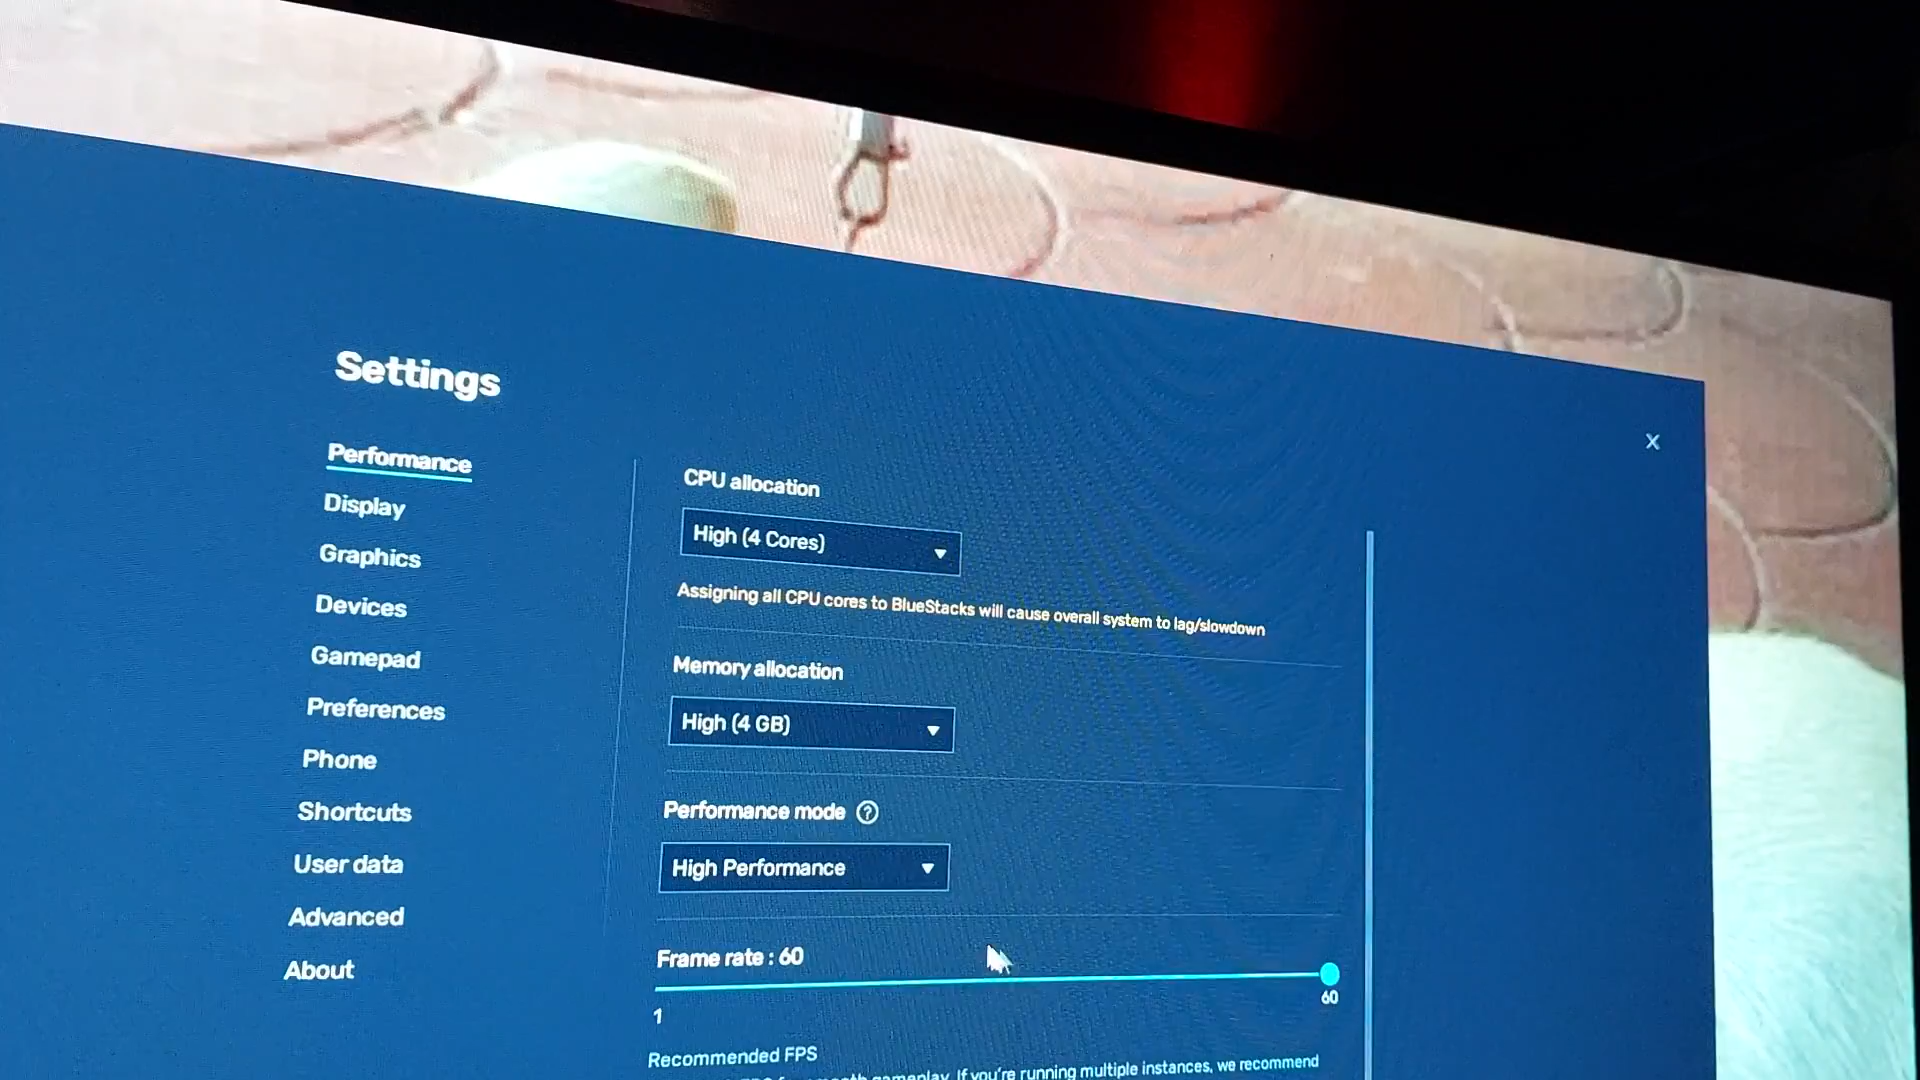 Settings
Performance
Display
Graphics
Devices
Gamepad
Preferences
Phone
Shortcuts
User data
Advanced
About
X
CPU allocation
High (4 Cores)
Assigning all CPU cores to BlueStacks will cause overall system to lag/slowdown
Memory allocation
High (4 GB)
Performance mode ?
High Performance
Frame rate : 60
60
1
Recommended FPS
gameplay. If you're running multiple instances, we recommend